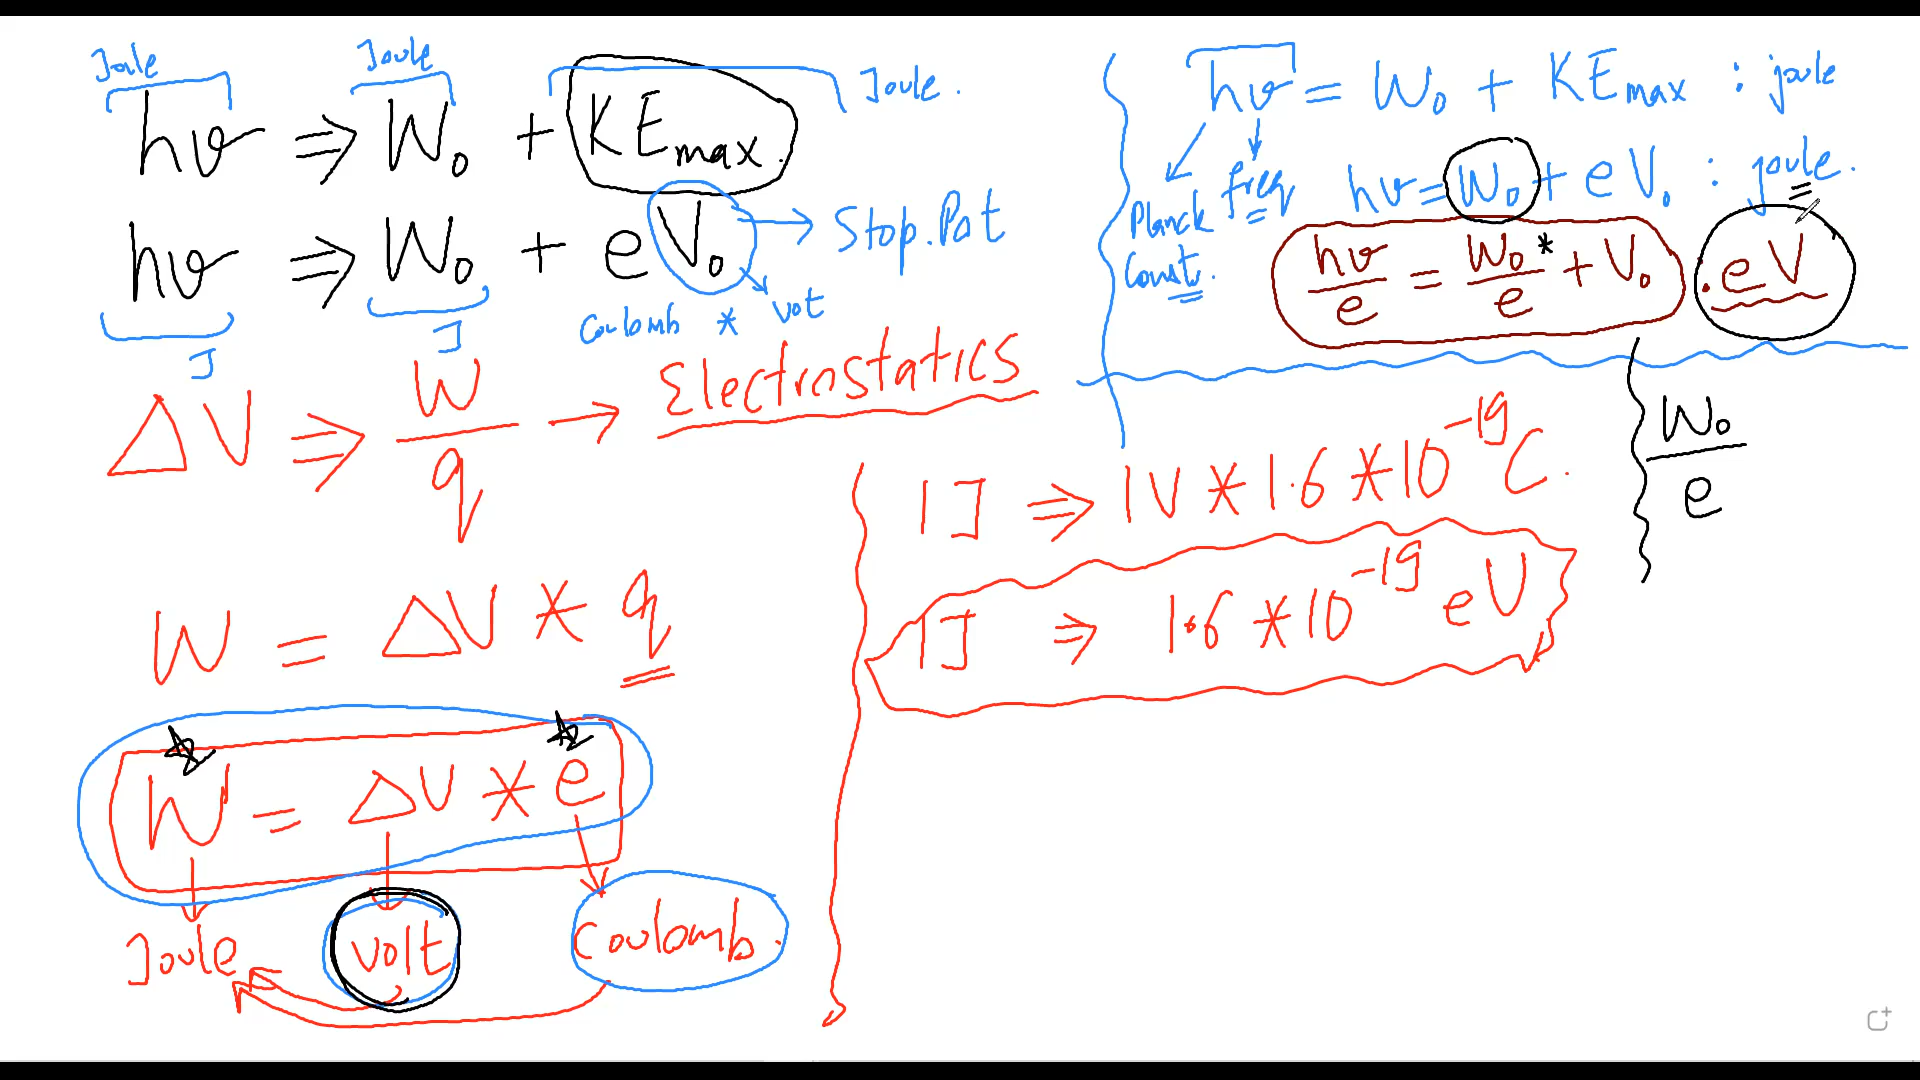 Joule Joule Joule.
hν ⇒ W₀ + KEmax.
hν ⇒ W₀ + eV₀ → Stop.Pot
J J Coulomb * vot
ΔV ⇒ W/q → Electrostatics
W = ΔV * q
W = ΔV * e
Joule volt Coulomb.
hν = W₀ + KEmax : joule
Planck Const. freq
hν = W₀ + eV₀ : joule.
hν/e = W₀*/e + V₀ .eV
W₀/e
1J ⇒ 1V * 1.6 * 10⁻¹⁹ C.
1J ⇒ 1.6 * 10⁻¹⁹ eV